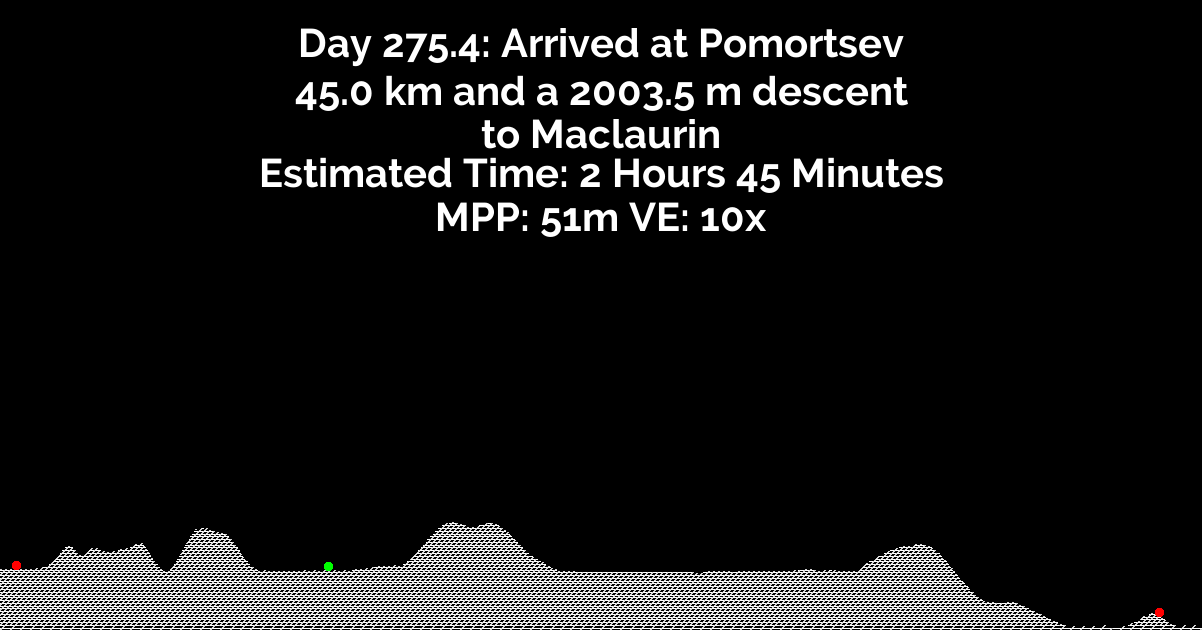 Day 275.4: Arrived at Pomortsev
45.0 km and a 2003.5 m descent
to Maclaurin
Estimated Time: 2 Hours 45 Minutes
MPP: 51m VE: 10x